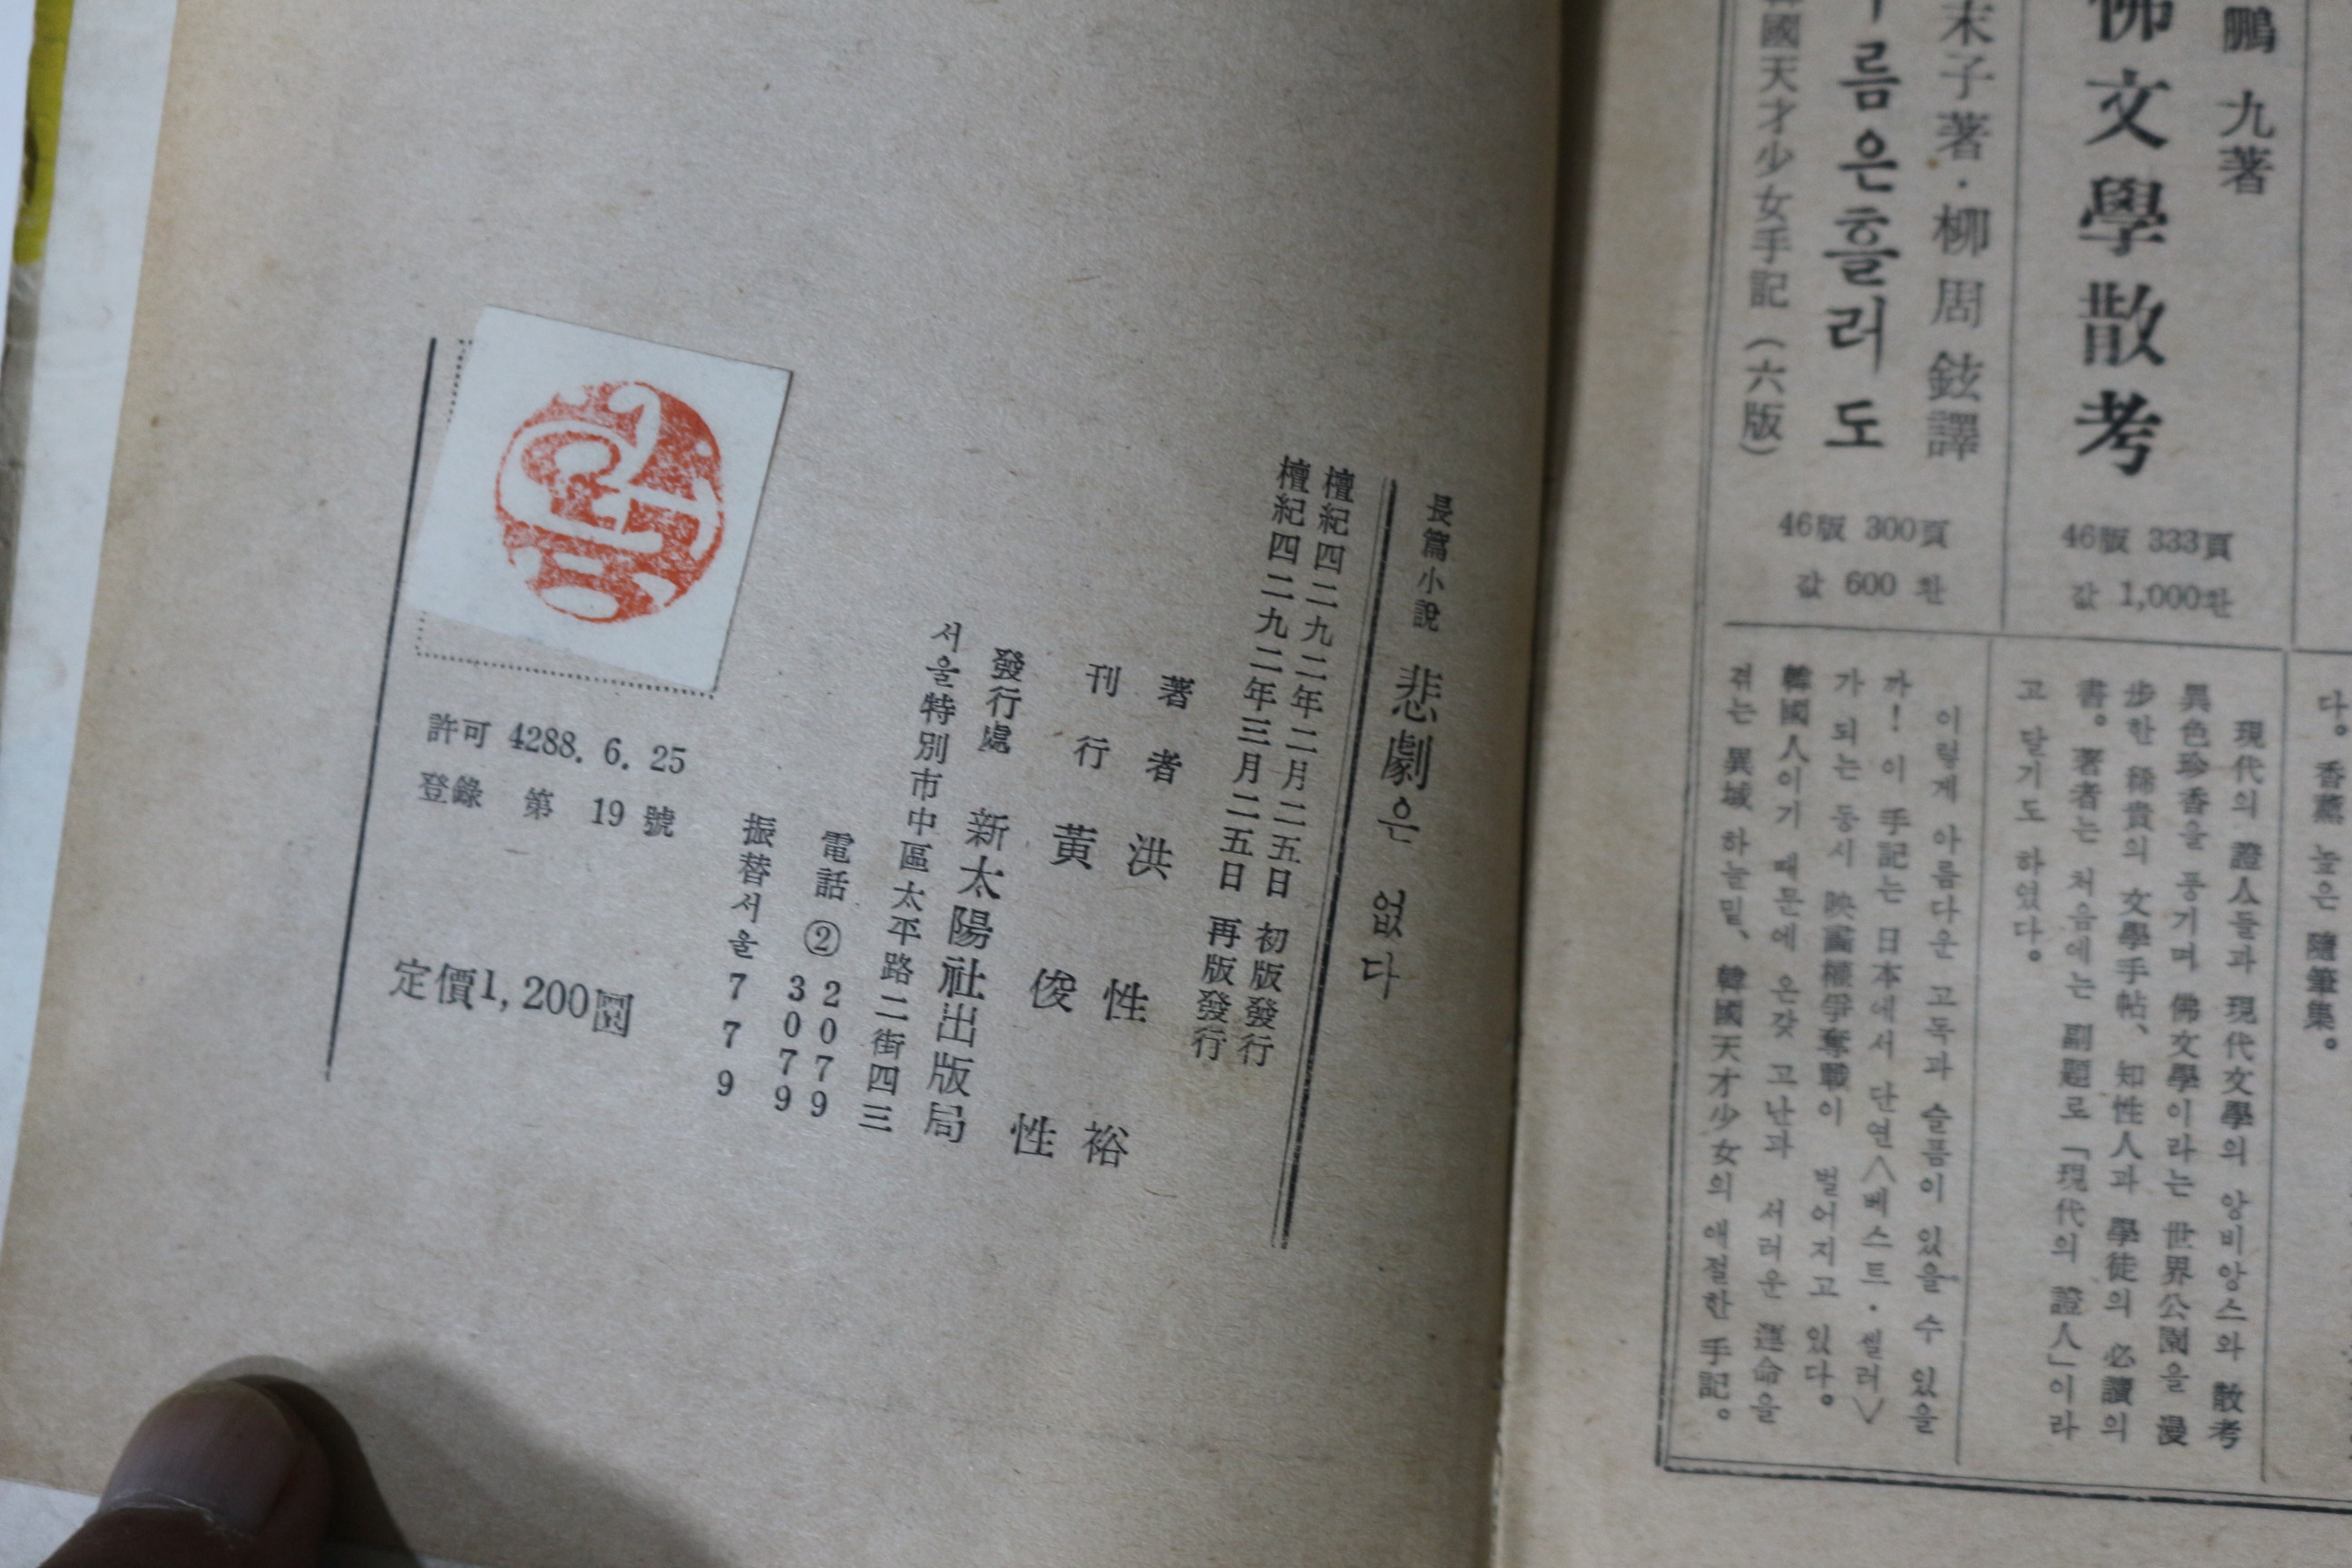 長篇小說 悲劇은 없다
檀紀四二九二年二月二五日 初版發行
檀紀四二九二年三月二五日 再版發行
著者 洪性裕
刊行 黃俊性
發行處 新太陽社出版局
서울特別市中區太平路二街四三
電話 ② 2079
3079
振替서울 779
許可 4288. 6. 25
登錄 第 19 號
定價1,200圜
다。香薰 높은 隨筆集。
鵬 九著
佛文學散考
46版 333頁
값 1,000환
現代의 證人들과 現代文學의 앙비앙스와 散考
異色珍香을 풍기며 佛文學이라는 世界公園을 漫
步한 稀貴의 文學手帖、知性人과 學徒의 必讀의
書。著者는 처음에는 副題로 「現代의 證人」이라
고 달기도 하였다。
末子著·柳周鉉譯
름은흘러도
國天才少女手記 (六版)
46版 300頁
값 600 환
이렇게 아름다운 고독과 슬픔이 있을 수 있을
까! 이 手記는 日本에서 단연〈베스트·셀러〉
가 되는 동시 映畵權爭奪戰이 벌어지고 있다。
韓國人이기 때문에 온갖 고난과 서러운 運命을
겪는 異域 하늘밑、韓國天才少女의 애절한 手記。